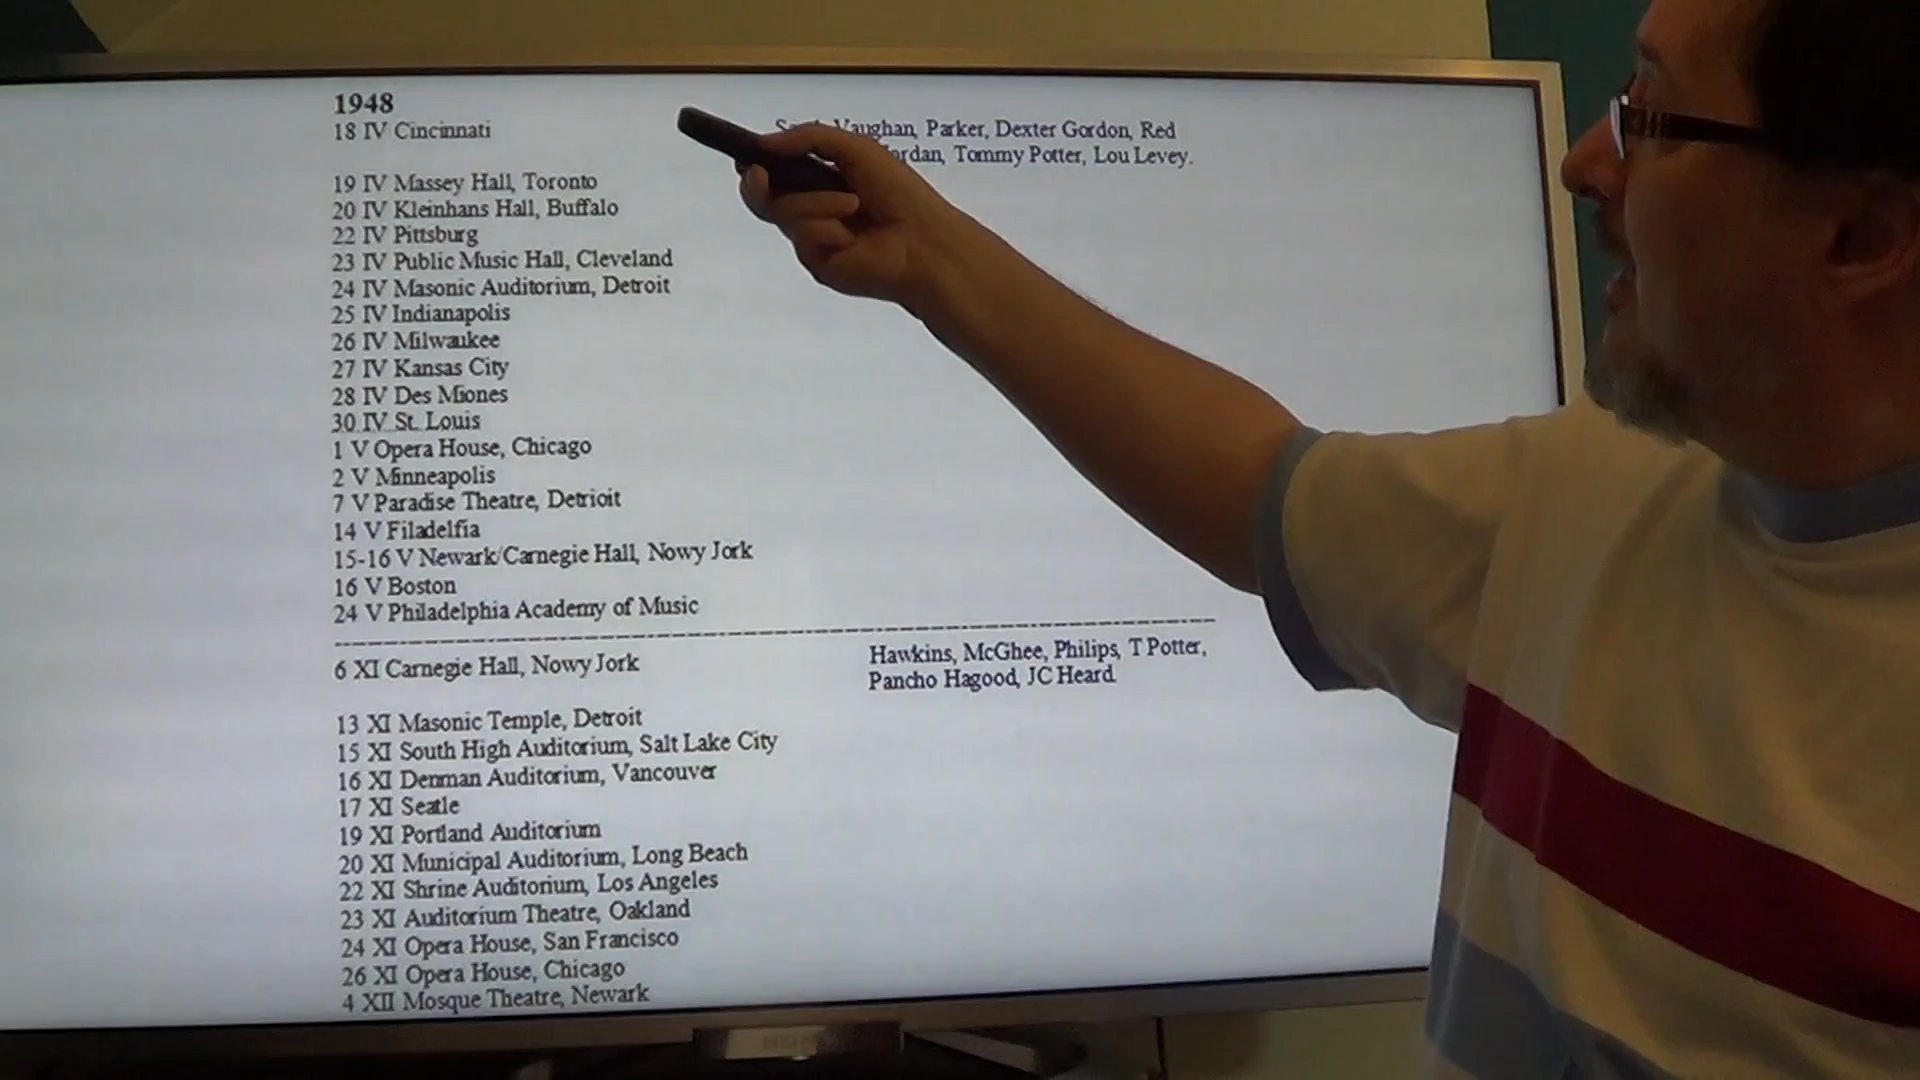 1948
18 IV Cincinnati
Vaughan, Parker, Dexter Gordon, Red
Tommy Potter, Lou Levey.
19 IV Massey Hall, Toronto
20 IV Kleinhans Hall, Buffalo
22 IV Pittsburg
23 IV Public Music Hall, Cleveland
24 IV Masonic Auditorium, Detroit
25 IV Indianapolis
26 IV Milwaukee
27 IV Kansas City
28 IV Des Miones
30 IV St. Louis
1 V Opera House, Chicago
2 V Minneapolis
7 V Paradise Theatre, Detrioit
14 V Filadelfia
15-16 V Newark/Carnegie Hall, Nowy Jork
16 V Boston
24 V Philadelphia Academy of Music
6 XI Carnegie Hall, Nowy Jork
Hawkins, McGhee, Philips, T Potter,
Pancho Hagood, JC Heard.
13 XI Masonic Temple, Detroit
15 XI South High Auditorium, Salt Lake City
16 XI Denman Auditorium, Vancouver
17 XI Seatle
19 XI Portland Auditorium
20 XI Municipal Auditorium, Long Beach
22 XI Shrine Auditorium, Los Angeles
23 XI Auditorium Theatre, Oakland
24 XI Opera House, San Francisco
26 XI Opera House, Chicago
4 XII Mosque Theatre, Newark